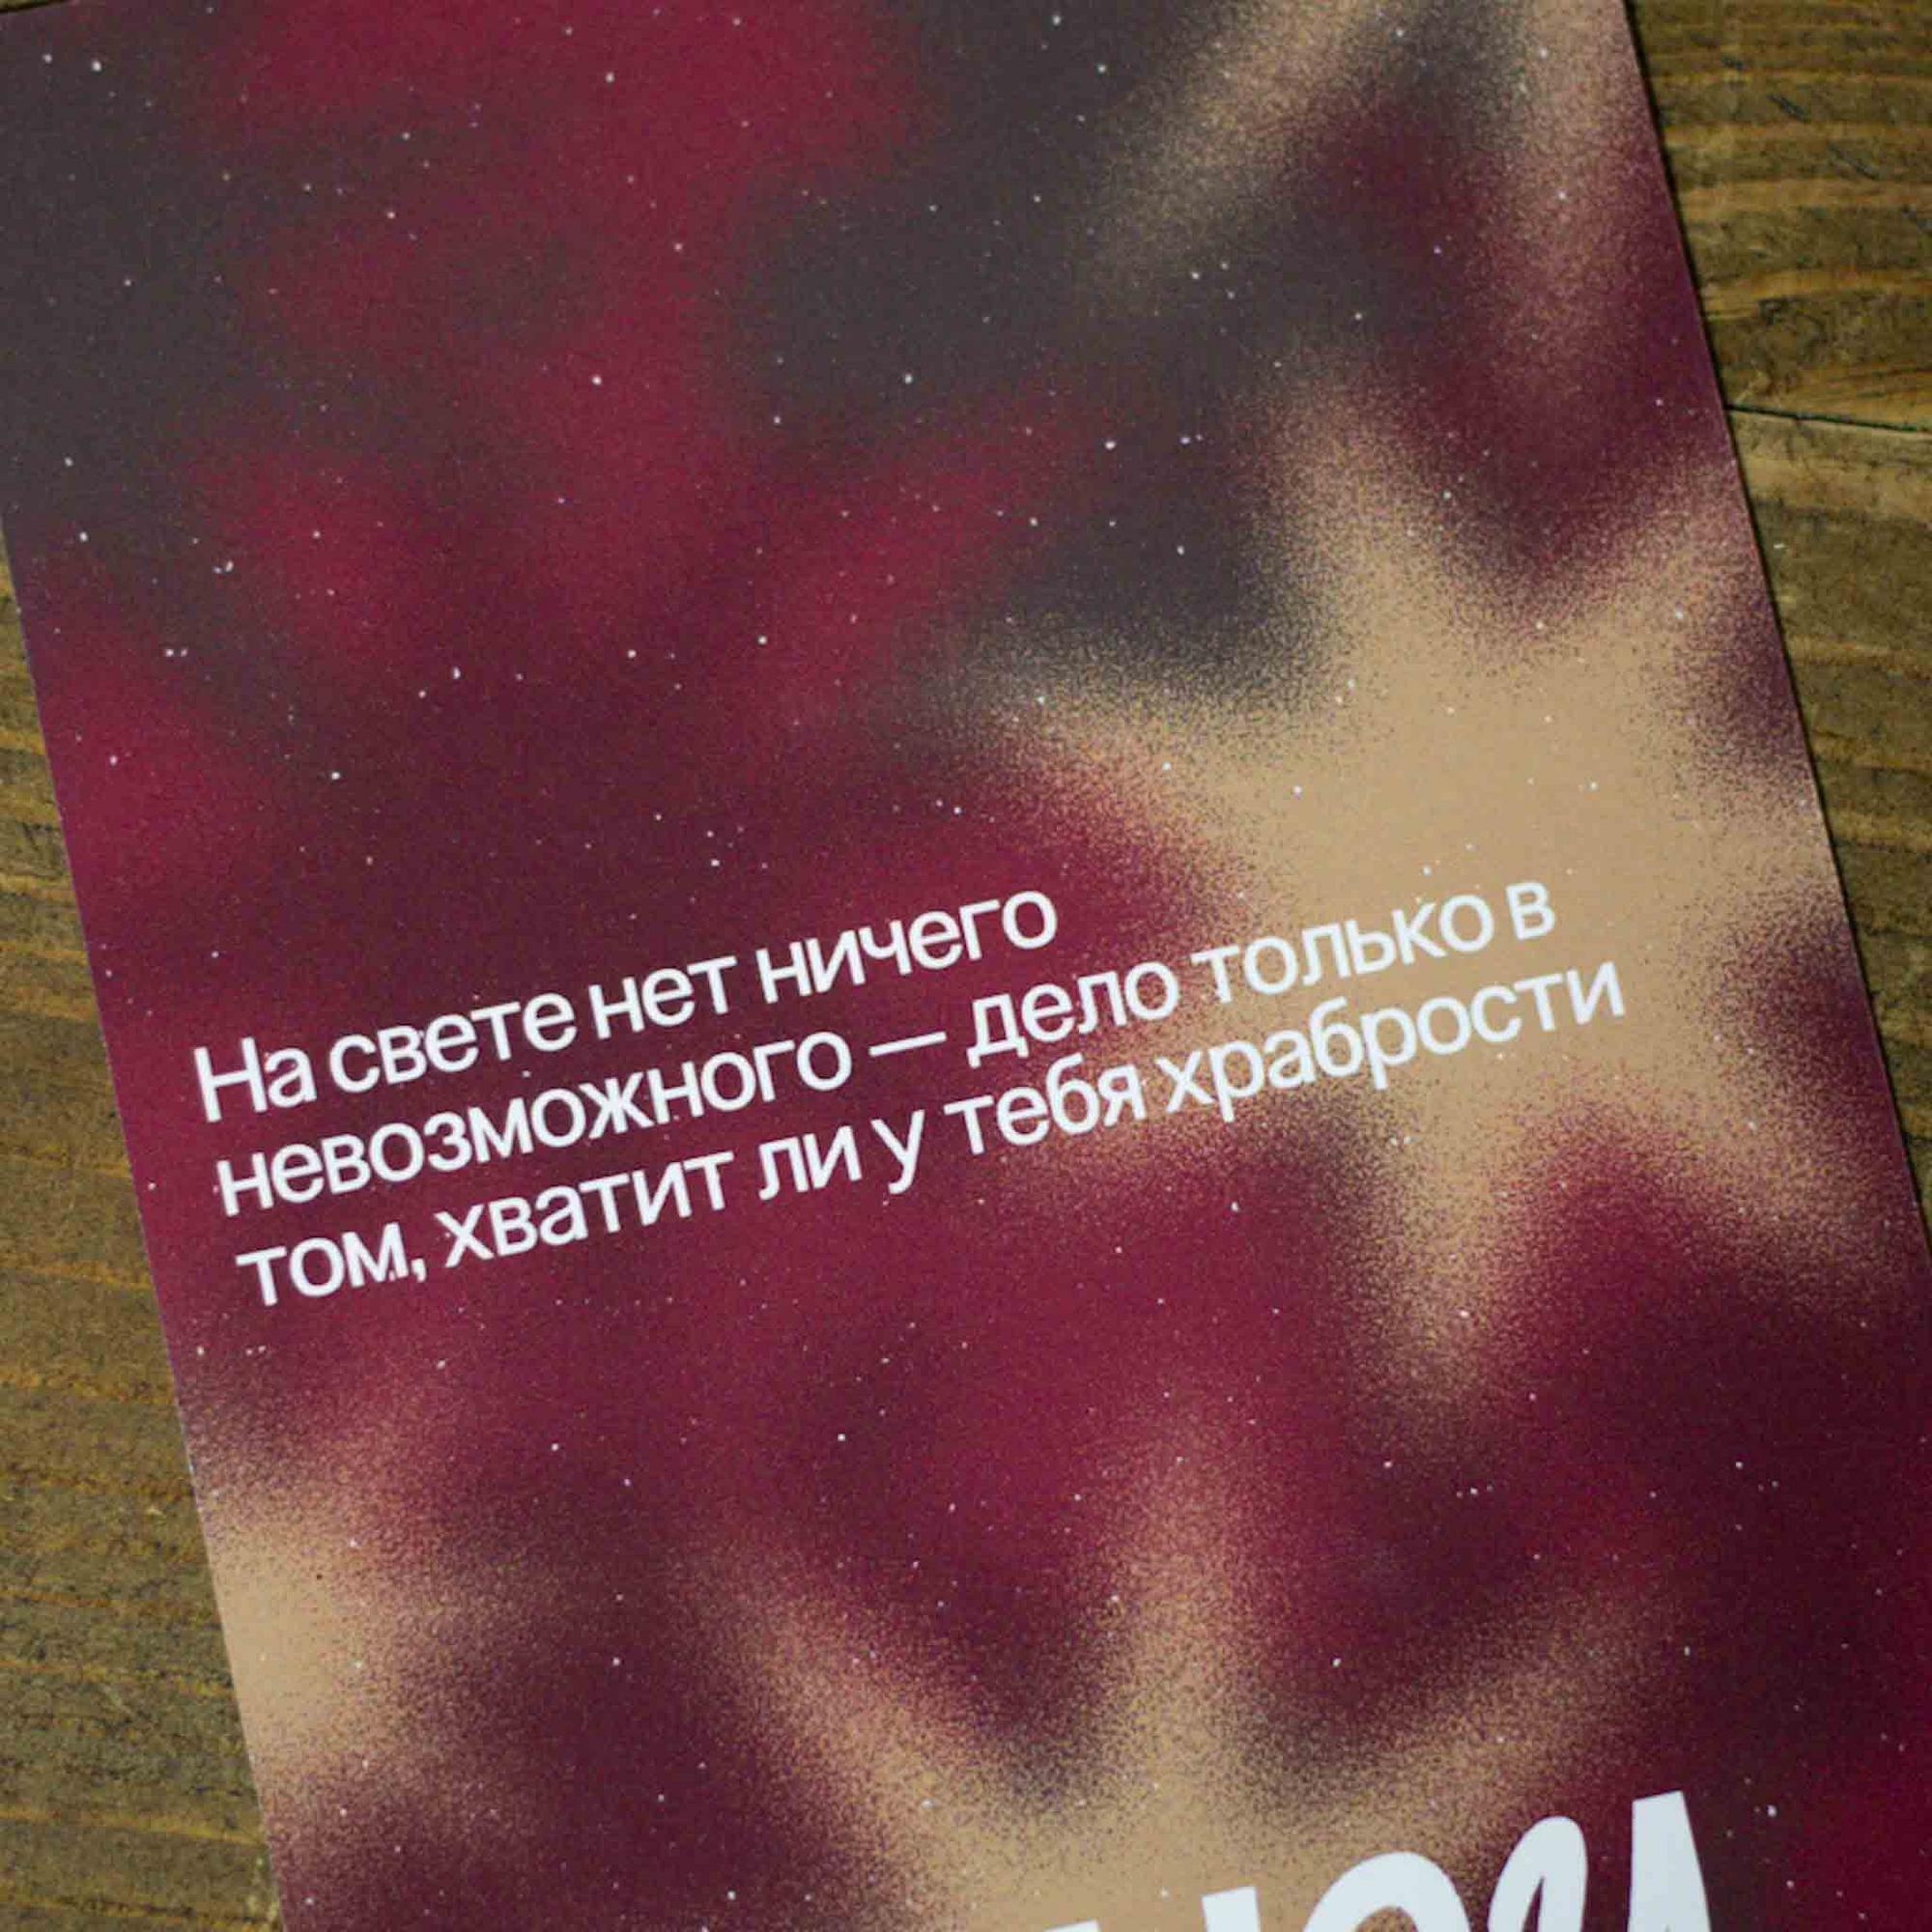 На свете нет ничего
невозможного — дело только в
том, хватит ли у тебя храбрости